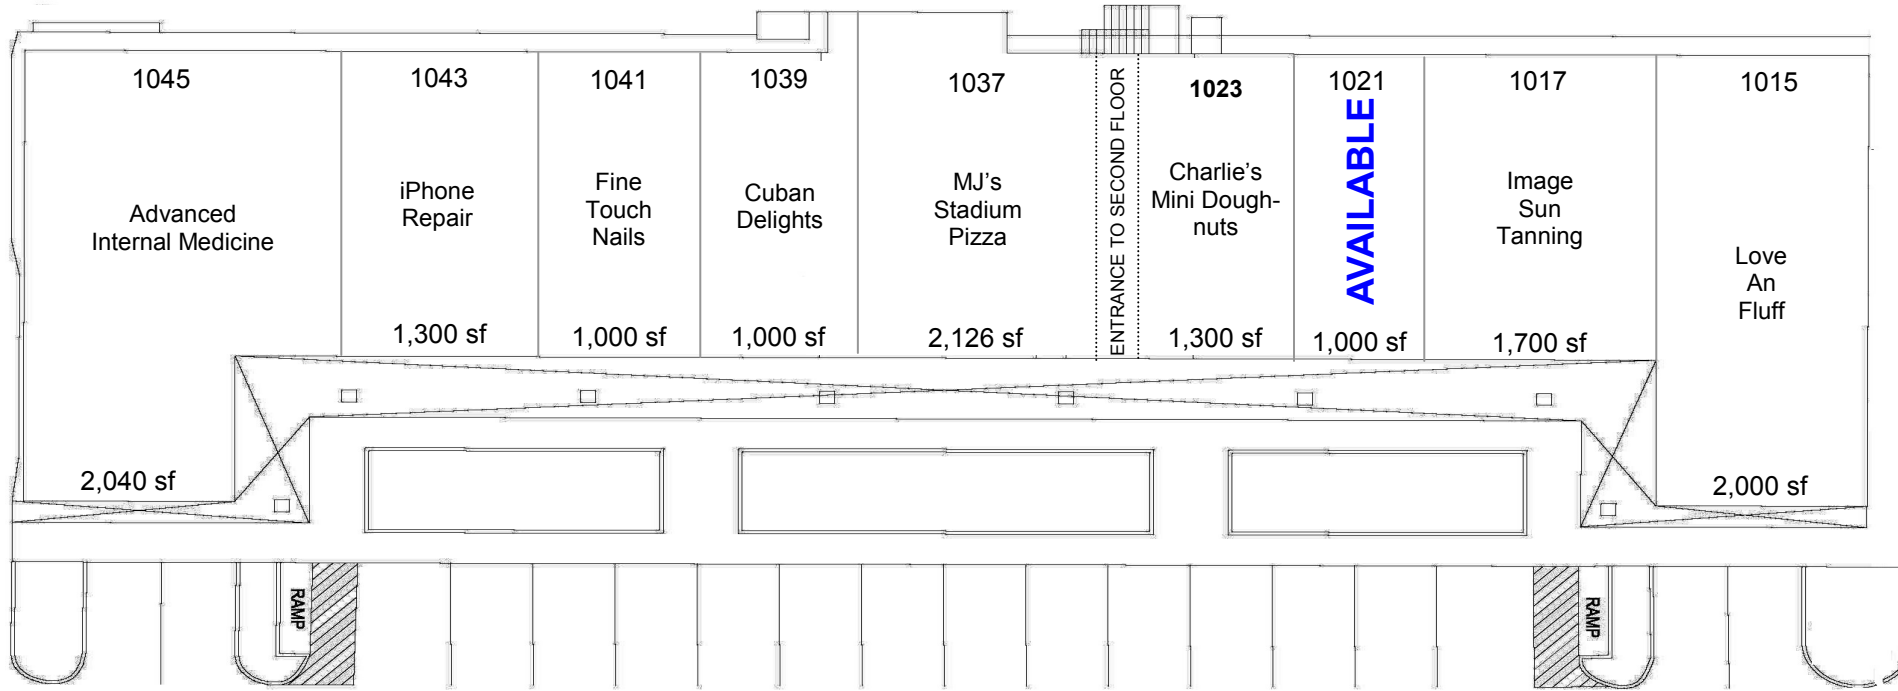 1045
Advanced
Internal Medicine
2,040 sf
1043
iPhone
Repair
1,300 sf
1041
Fine
Touch
Nails
1,000 sf
1039
Cuban
Delights
1,000 sf
1037
MJ's
Stadium
Pizza
2,126 sf
ENTRANCE TO SECOND FLOOR
1023
Charlie's
Mini Dough-
nuts
1,300 sf
1021
AVAILABLE
1,000 sf
1017
Image
Sun
Tanning
1,700 sf
1015
Love
An
Fluff
2,000 sf
RAMP
RAMP